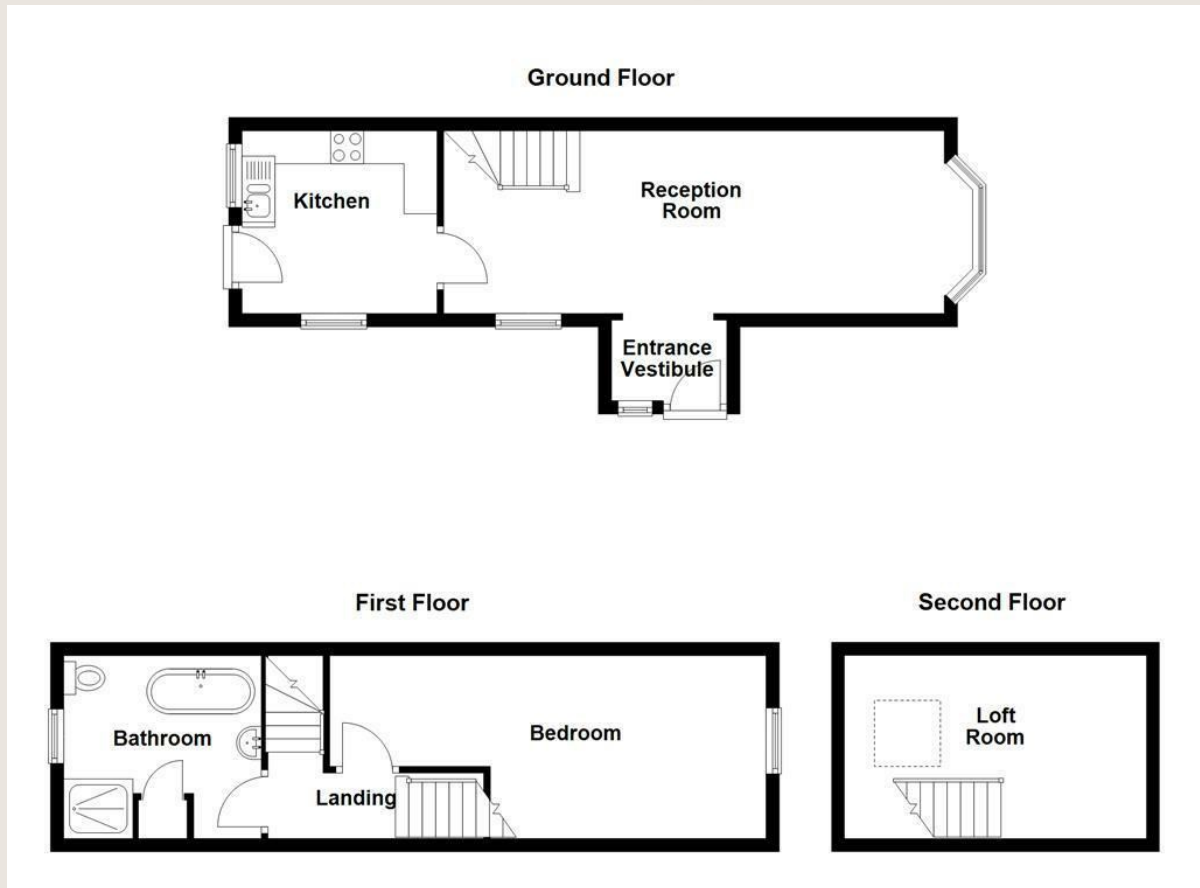 Ground Floor
Kitchen
Reception
Room
Entrance
Vestibule
First Floor
Second Floor
Bathroom
Landing
Bedroom
Loft
Room